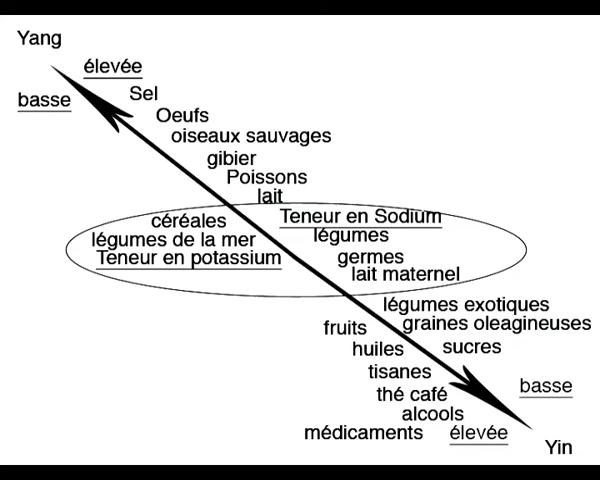 Yang
élevée
basse
Sel
Oeufs
oiseaux sauvages
gibier
Poissons
lait
Teneur en Sodium
céréales
légumes
légumes de la mer
Teneur en potassium
germes
lait maternel
légumes exotiques
fruits
graines oleagineuses
huiles
sucres
tisanes
basse
thé café
alcools
médicaments
élevée
Yin